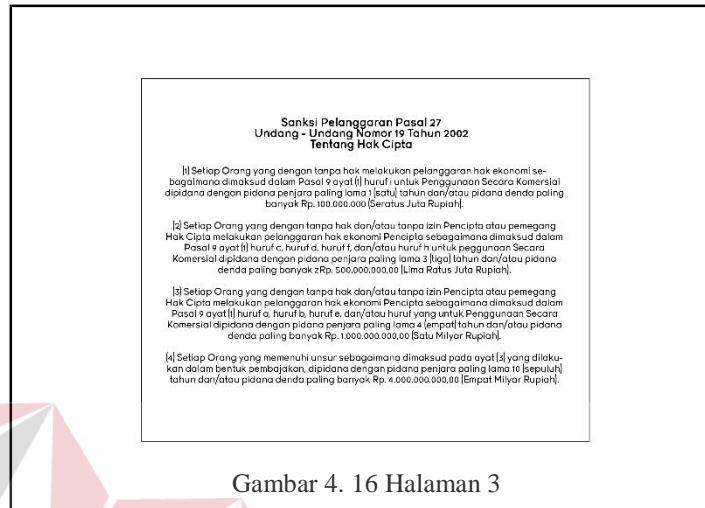 Sanksi Pelanggaran Pasal 27
Undang - Undang Nomor 19 Tahun 2002
Tentang Hak Cipta
[1] Setiap Orang yang dengan tanpa hak melakukan pelanggaran hak ekonomi se-
bagaimana dimaksud dalam Pasal 9 ayat [1] huruf i untuk Penggunaan Secara Komersial
dipidana dengan pidana penjara paling lama 1 [satu] tahun dan/atau pidana denda paling
banyak Rp. 100.000.000 [Seratus Juta Rupiah].
[2] Setiap Orang yang dengan tanpa hak dan/atau tanpa izin Pencipta atau pemegang
Hak Cipta melakukan pelanggaran hak ekonomi Pencipta sebagaimana dimaksud dalam
Pasal 9 ayat [1] huruf c, huruf d, huruf f, dan/atau huruf h untuk peggunaan Secara
Komersial dipidana dengan pidana penjara paling lama 3 [tiga] tahun dan/atau pidana
denda paling banyak zRp. 500.000.000,00 [Lima Ratus Juta Rupiah].
[3] Setiap Orang yang dengan tanpa hak dan/atau tanpa izin Pencipta atau pemegang
Hak Cipta melakukan pelanggaran hak ekonomi Pencipta sebagaimana dimaksud dalam
Pasal 9 ayat [1] huruf a, huruf b, huruf e, dan/atau huruf yang untuk Penggunaan Secara
Komersial dipidana dengan pidana penjara paling lama 4 [empat] tahun dan/atau pidana
denda paling banyak Rp. 1.000.000.000,00 [Satu Milyar Rupiah].
[4] Setiap Orang yang memenuhi unsur sebagaimana dimaksud pada ayat [3] yang dilaku-
kan dalam bentuk pembajakan, dipidana dengan pidana penjara paling lama 10 [sepuluh]
tahun dan/atau pidana denda paling banyak Rp. 4.000.000.000,00 [Empat Milyar Rupiah].
Gambar 4. 16 Halaman 3